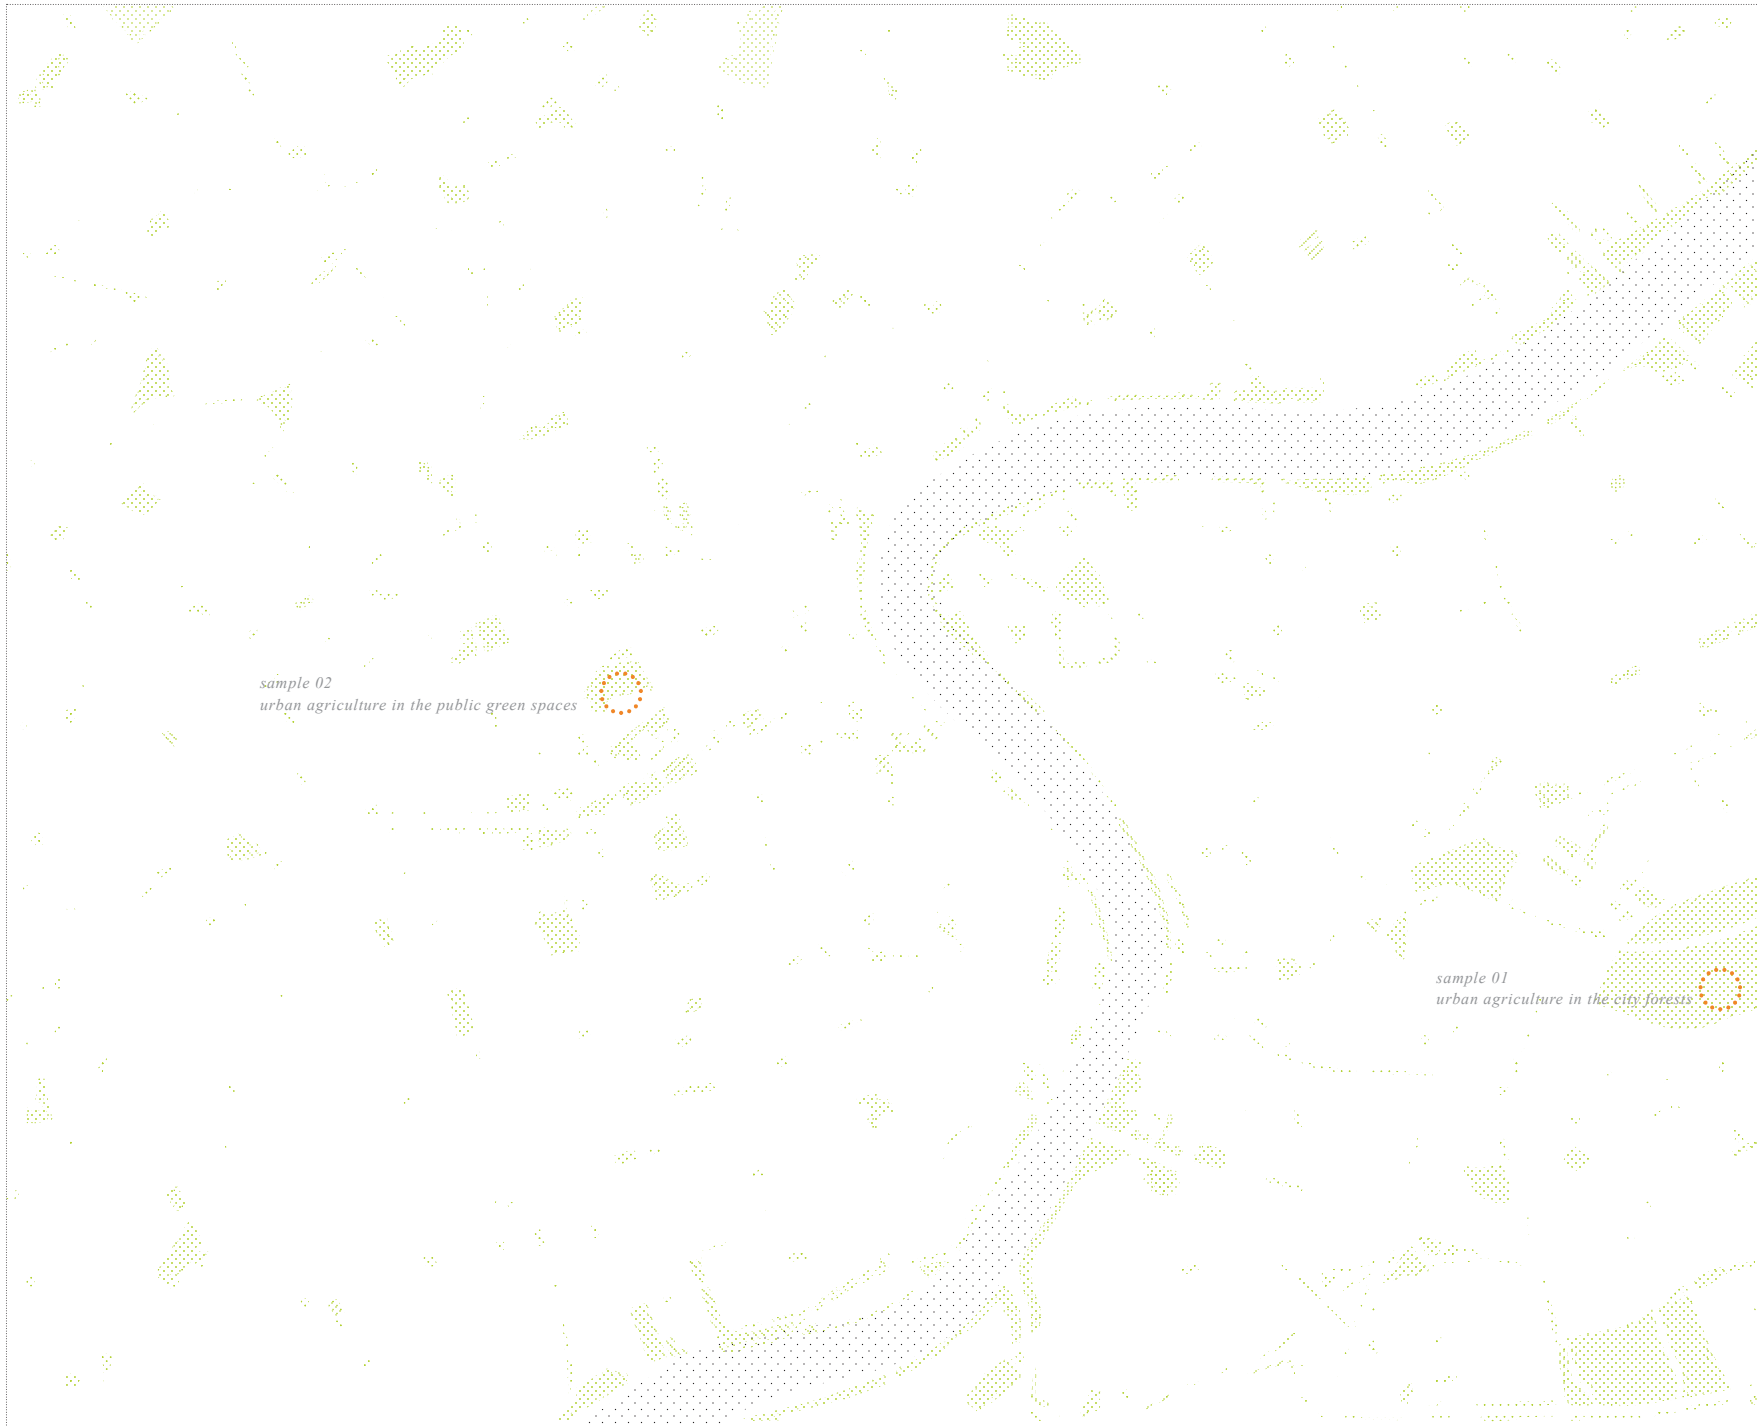 sample 02
urban agriculture in the public green spaces
sample 01
urban agriculture in the city forests